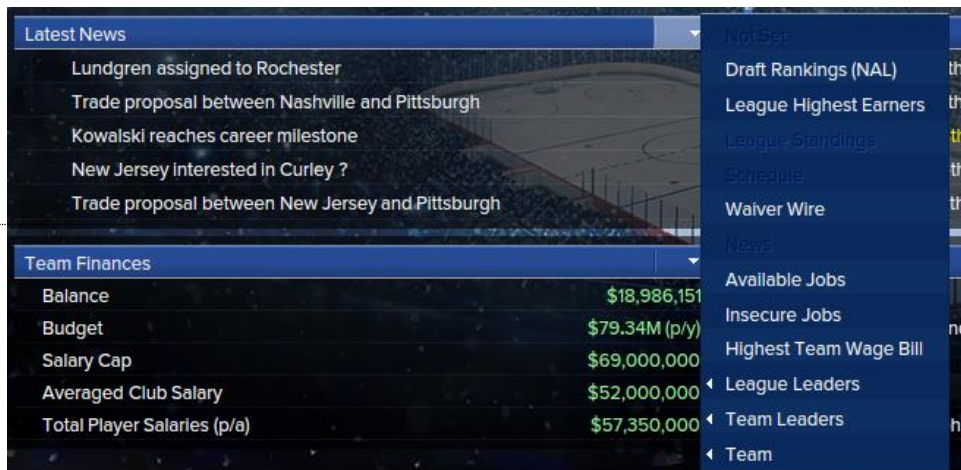 Latest News
Lundgren assigned to Rochester
Trade proposal between Nashville and Pittsburgh
Kowalski reaches career milestone
New Jersey interested in Curley ?
Trade proposal between New Jersey and Pittsburgh
Team Finances
Balance $18,986,151
Budget $79.34M (p/y)
Salary Cap $69,000,000
Averaged Club Salary $52,000,000
Total Player Salaries (p/a) $57,350,000
Not Set
Draft Rankings (NAL)
League Highest Earners
League Standings
Schedule
Waiver Wire
News
Available Jobs
Insecure Jobs
Highest Team Wage Bill
League Leaders
Team Leaders
Team